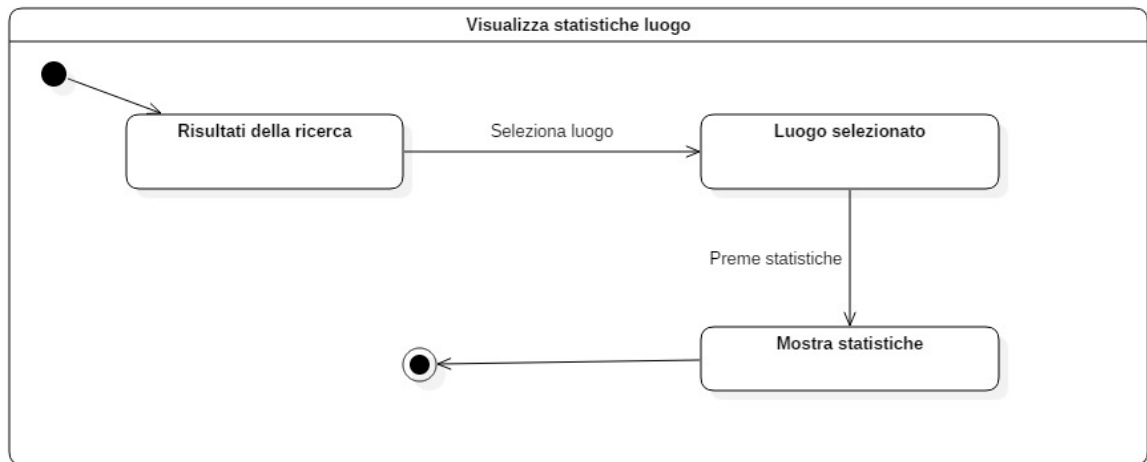 Visualizza statistiche luogo
Risultati della ricerca
Seleziona luogo
Luogo selezionato
Preme statistiche
Mostra statistiche